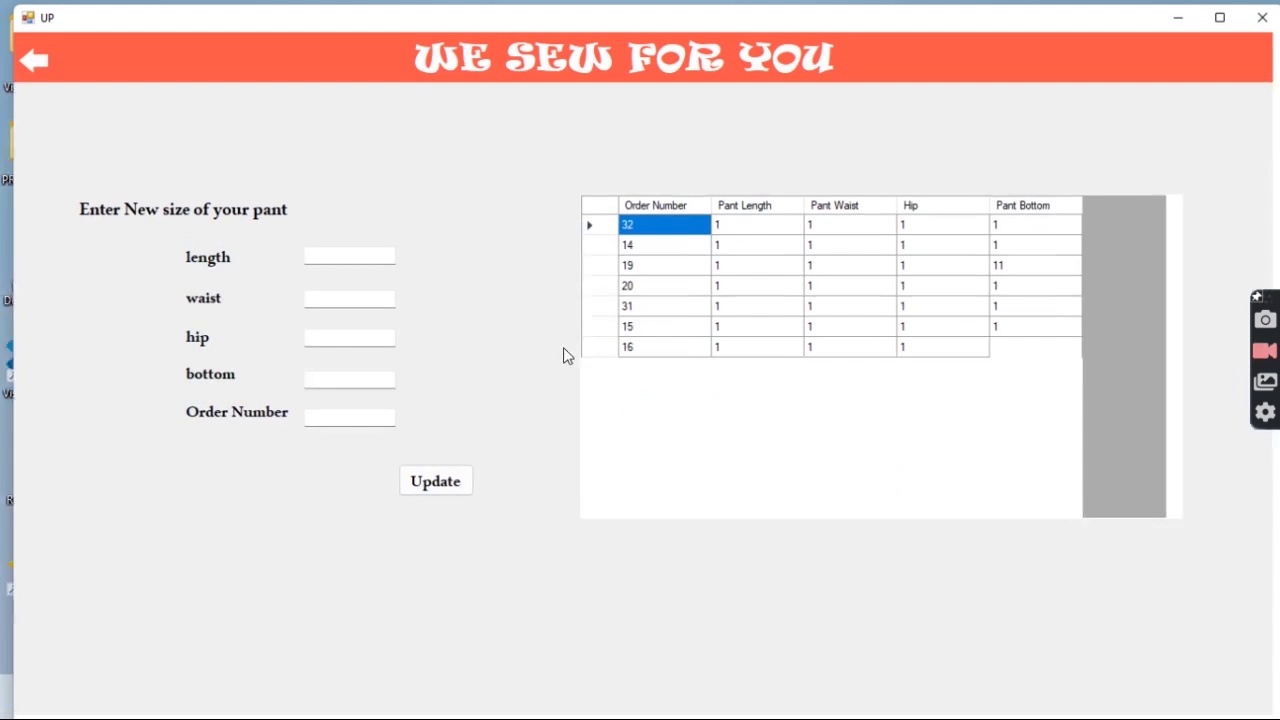 UP
WE SEW FOR YOU
Enter New size of your pant
length
waist
hip
bottom
Order Number
Update
Order Number Pant Length Pant Waist Hip Pant Bottom
32 1 1 1 1
14 1 1 1 1
19 1 1 1 11
20 1 1 1 1
31 1 1 1 1
15 1 1 1 1
16 1 1 1